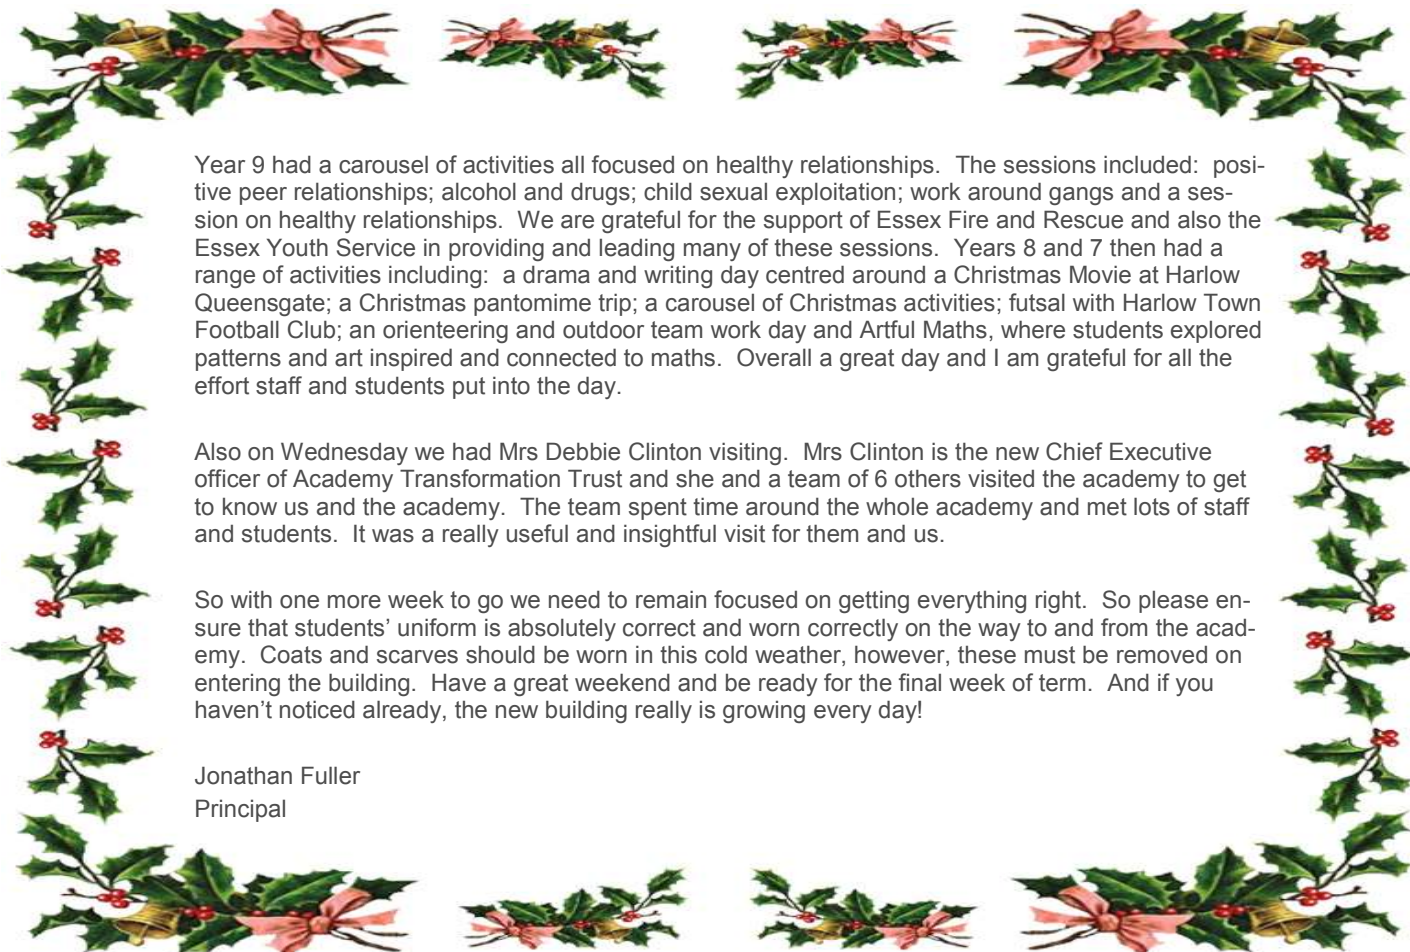 Year 9 had a carousel of activities all focused on healthy relationships.  The sessions included:  posi-
tive peer relationships; alcohol and drugs; child sexual exploitation; work around gangs and a ses-
sion on healthy relationships.  We are grateful for the support of Essex Fire and Rescue and also the
Essex Youth Service in providing and leading many of these sessions.  Years 8 and 7 then had a
range of activities including:  a drama and writing day centred around a Christmas Movie at Harlow
Queensgate; a Christmas pantomime trip; a carousel of Christmas activities; futsal with Harlow Town
Football Club; an orienteering and outdoor team work day and Artful Maths, where students explored
patterns and art inspired and connected to maths.  Overall a great day and I am grateful for all the
effort staff and students put into the day.
Also on Wednesday we had Mrs Debbie Clinton visiting.  Mrs Clinton is the new Chief Executive
officer of Academy Transformation Trust and she and a team of 6 others visited the academy to get
to know us and the academy.  The team spent time around the whole academy and met lots of staff
and students.  It was a really useful and insightful visit for them and us.
So with one more week to go we need to remain focused on getting everything right.  So please en-
sure that students’ uniform is absolutely correct and worn correctly on the way to and from the acad-
emy.  Coats and scarves should be worn in this cold weather, however, these must be removed on
entering the building.  Have a great weekend and be ready for the final week of term.  And if you
haven’t noticed already, the new building really is growing every day!
Jonathan Fuller
Principal